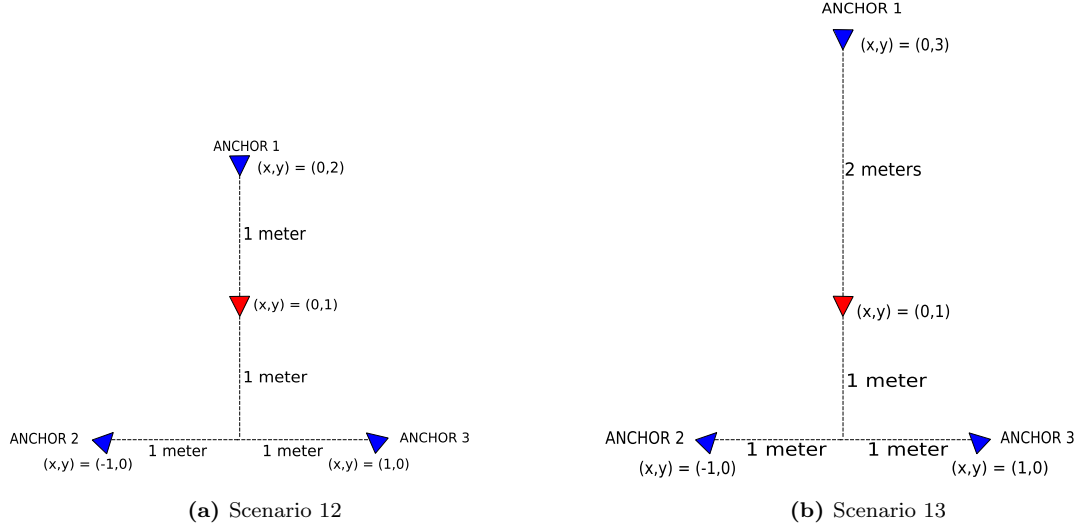 ANCHOR 1
(x,y) = (0,2)
1 meter
(x,y) = (0,1)
1 meter
ANCHOR 2
1 meter
1 meter
ANCHOR 3
(x,y) = (-1,0)
(x,y) = (1,0)
(a) Scenario 12
ANCHOR 1
(x,y) = (0,3)
2 meters
(x,y) = (0,1)
1 meter
ANCHOR 2
1 meter
1 meter
ANCHOR 3
(x,y) = (-1,0)
(x,y) = (1,0)
(b) Scenario 13